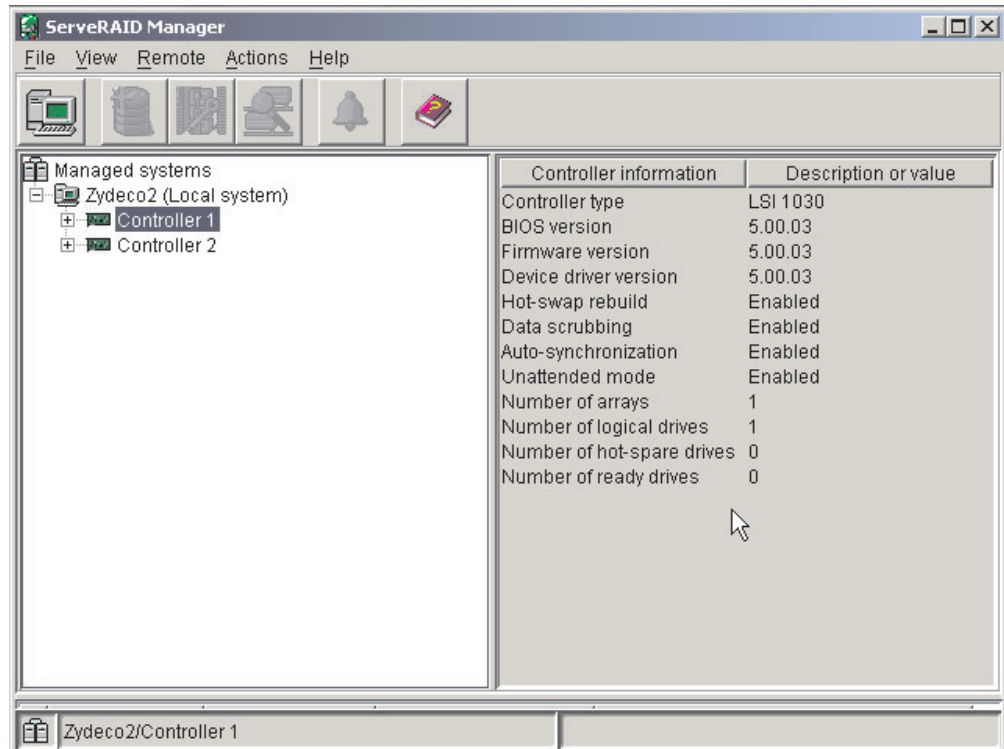 ServeRAID Manager
File View Remote Actions Help
Managed systems
Zydeco2 (Local system)
Controller 1
Controller 2
Controller information Description or value
Controller type LSI 1030
BIOS version 5.00.03
Firmware version 5.00.03
Device driver version 5.00.03
Hot-swap rebuild Enabled
Data scrubbing Enabled
Auto-synchronization Enabled
Unattended mode Enabled
Number of arrays 1
Number of logical drives 1
Number of hot-spare drives 0
Number of ready drives 0
Zydeco2/Controller 1